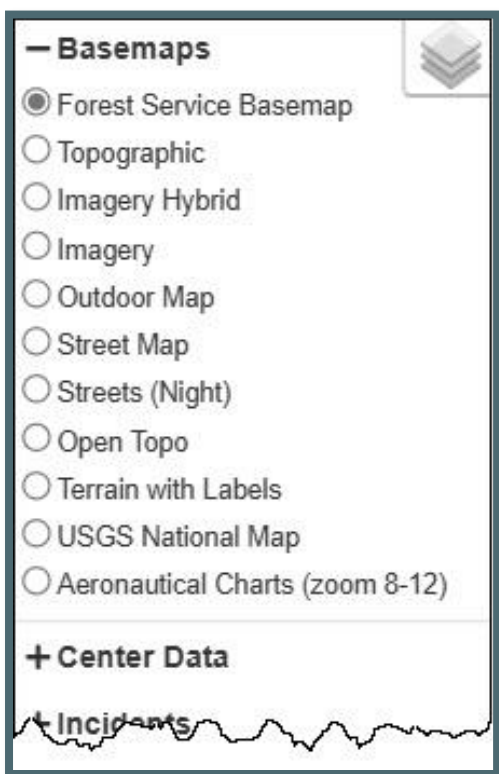 Basemaps
Forest Service Basemap
Topographic
Imagery Hybrid
Imagery
Outdoor Map
Street Map
Streets (Night)
Open Topo
Terrain with Labels
USGS National Map
Aeronautical Charts (zoom 8-12)
Center Data
Incidents